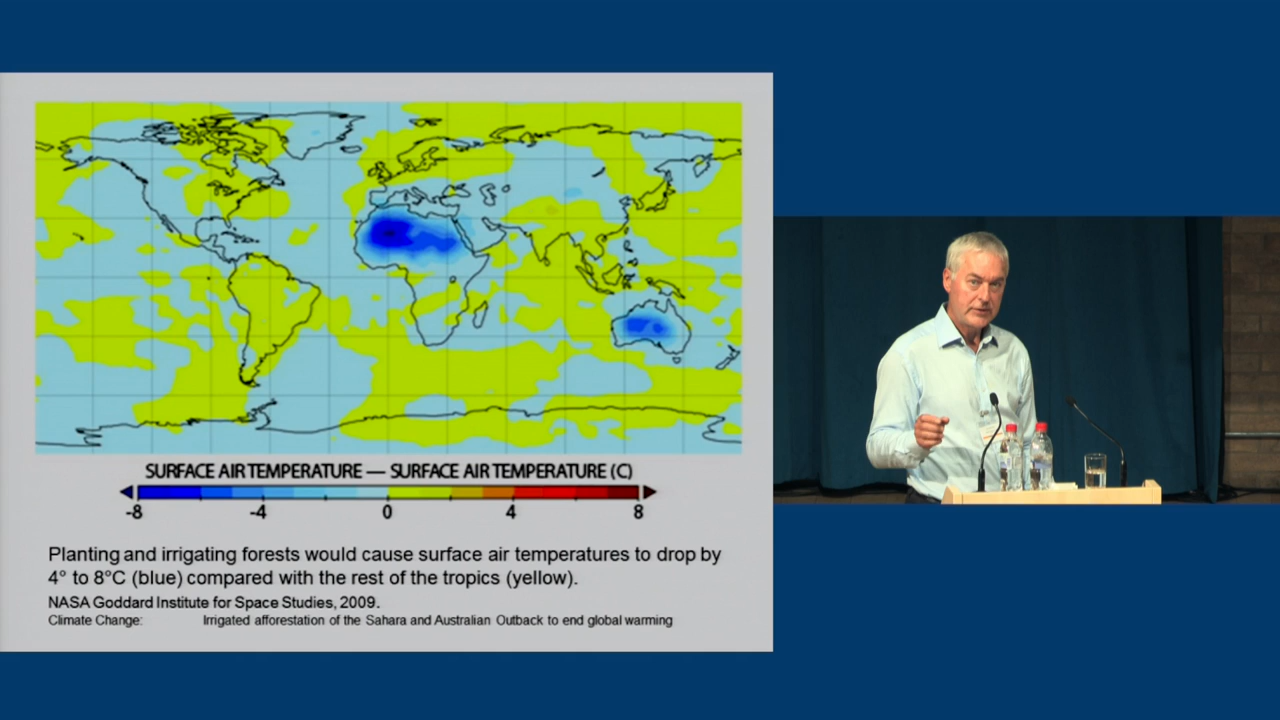 SURFACE AIR TEMPERATURE — SURFACE AIR TEMPERATURE (C)
-8 -4 0 4 8
Planting and irrigating forests would cause surface air temperatures to drop by
4° to 8°C (blue) compared with the rest of the tropics (yellow).
NASA Goddard Institute for Space Studies, 2009.
Climate Change: Irrigated afforestation of the Sahara and Australian Outback to end global warming